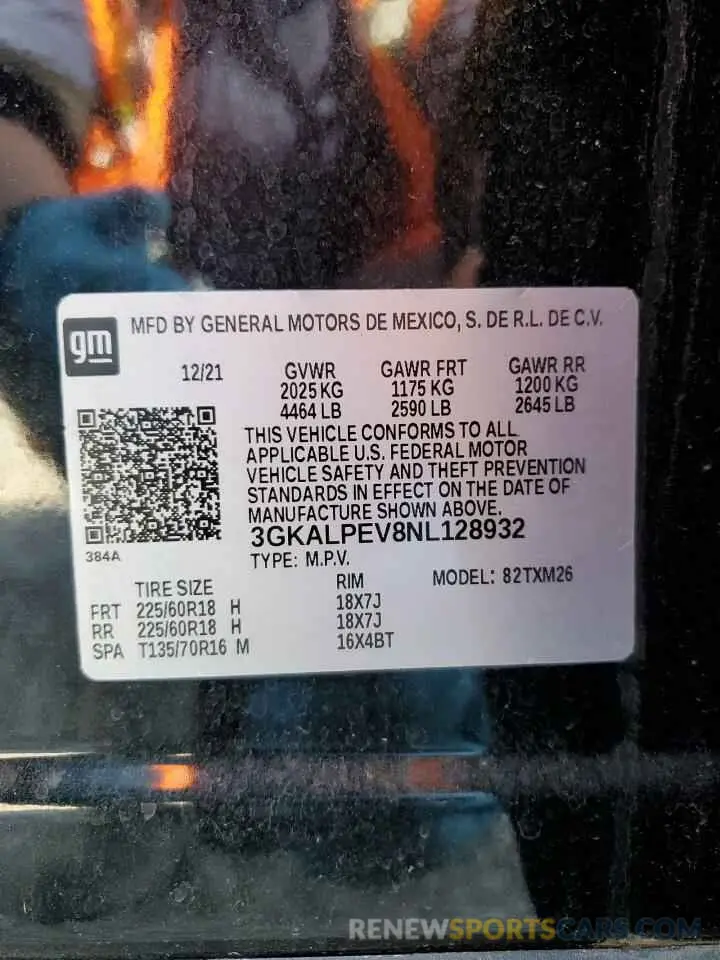 gm
MFD BY GENERAL MOTORS DE MEXICO, S. DE R.L. DE C.V.
12/21 GVWR GAWR FRT GAWR RR
2025 KG 1175 KG 1200 KG
4464 LB 2590 LB 2645 LB
THIS VEHICLE CONFORMS TO ALL
APPLICABLE U.S. FEDERAL MOTOR
VEHICLE SAFETY AND THEFT PREVENTION
STANDARDS IN EFFECT ON THE DATE OF
MANUFACTURE SHOWN ABOVE.
3GKALPEV8NL128932
384A
TYPE: M.P.V. MODEL: 82TXM26
TIRE SIZE RIM
FRT 225/60R18 H 18X7J
RR 225/60R18 H 18X7J
SPA T135/70R16 M 16X4BT
RENEWSPORTSCARS.COM